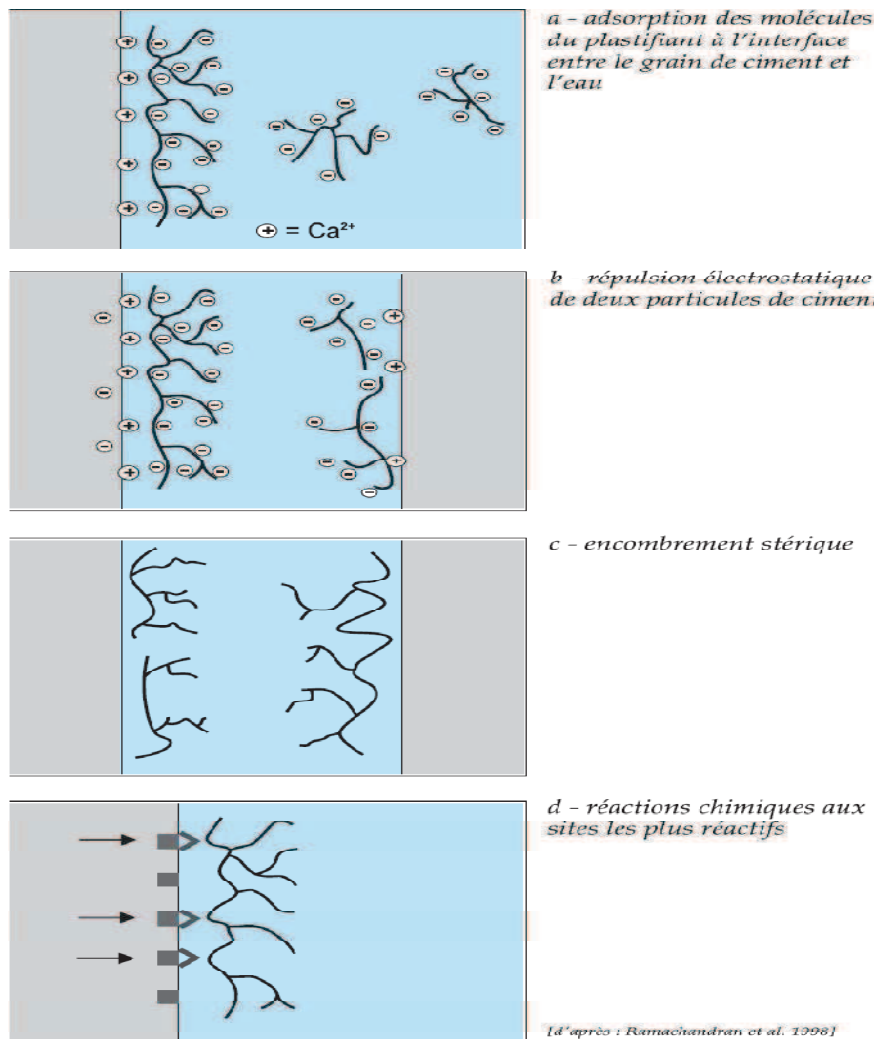 a – adsorption des molécules
du plastifiant à l'interface
entre le grain de ciment et
l'eau
⊕ = Ca²⁺
b répulsion électrostatique
de deux particules de ciment
c – encombrement stérique
d – réactions chimiques aux
sites les plus réactifs
[d'après : Ramachandran et al. 1998]